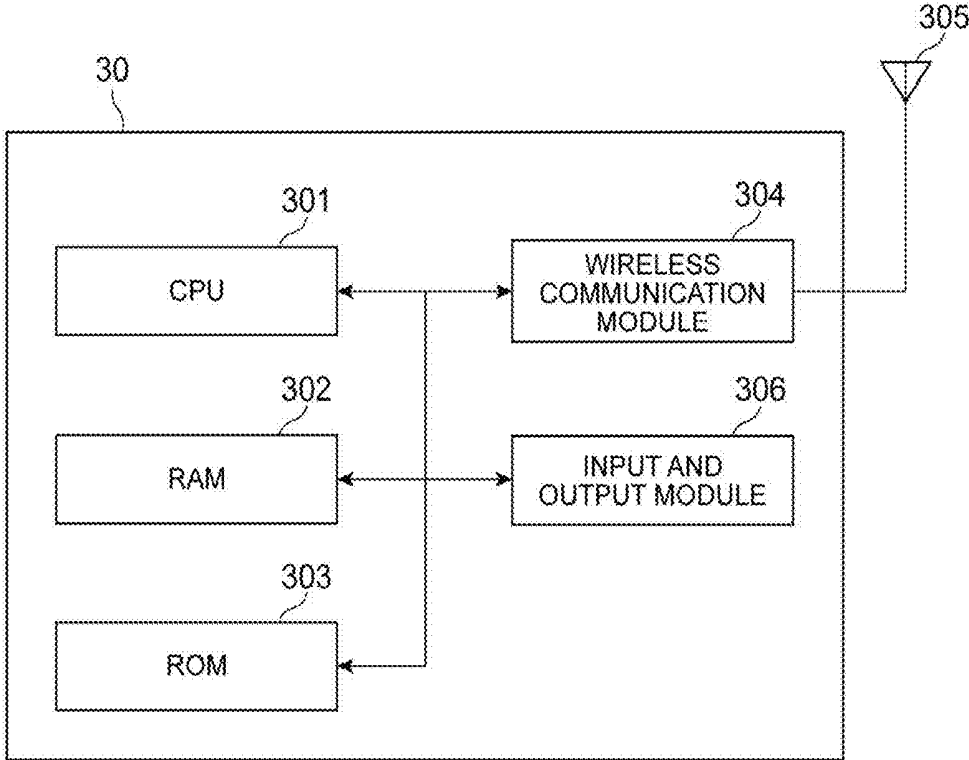 305
30
301
CPU
304
WIRELESS
COMMUNICATION
MODULE
302
RAM
306
INPUT AND
OUTPUT MODULE
303
ROM